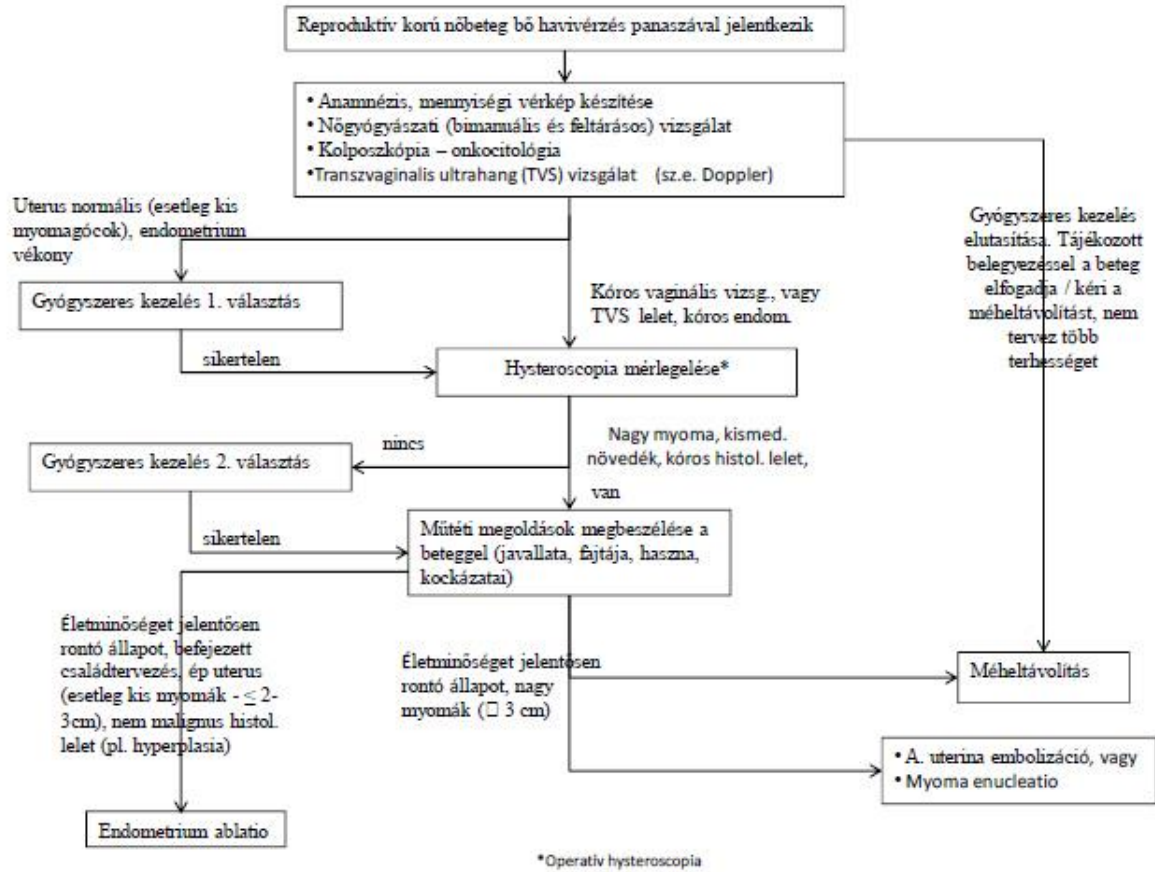 Reproduktív korú nőbeteg bő havivérzés panaszával jelentkezik
• Anamnézis, mennyiségi vérkép készítése
• Nőgyógyászati (bimanuális és feltárásos) vizsgálat
• Kolposzkópia – onkocitológia
• Transzvaginalis ultrahang (TVS) vizsgálat (sz.e. Doppler)
Uterus normális (esetleg kis
myomagócok), endometrium
vékony
Gyógyszeres kezelés
elutasítása. Tájékozott
belegyezéssel a beteg
elfogadja / kéri a
méheltávolítást, nem
tervez több
terhességet
Gyógyszeres kezelés 1. választás
Kóros vaginális vizsg., vagy
TVS lelet, kóros endom.
sikertelen
Hysteroscopia mérlegelése*
nincs
Nagy myoma, kismed.
növedék, kóros histol. lelet,
Gyógyszeres kezelés 2. választás
van
sikertelen
Műtéti megoldások megbeszélése a
beteggel (javallata, fajtája, haszna,
kockázatai)
Életminőséget jelentősen
rontó állapot, befejezett
családtervezés, ép uterus
(esetleg kis myomák - ≤ 2-
3cm), nem malignus histol.
lelet (pl. hyperplasia)
Életminőséget jelentősen
rontó állapot, nagy
myomák (□ 3 cm)
Méheltávolítás
• A. uterina embolizáció, vagy
• Myoma enucleatio
Endometrium ablatio
*Operatív hysteroscopia